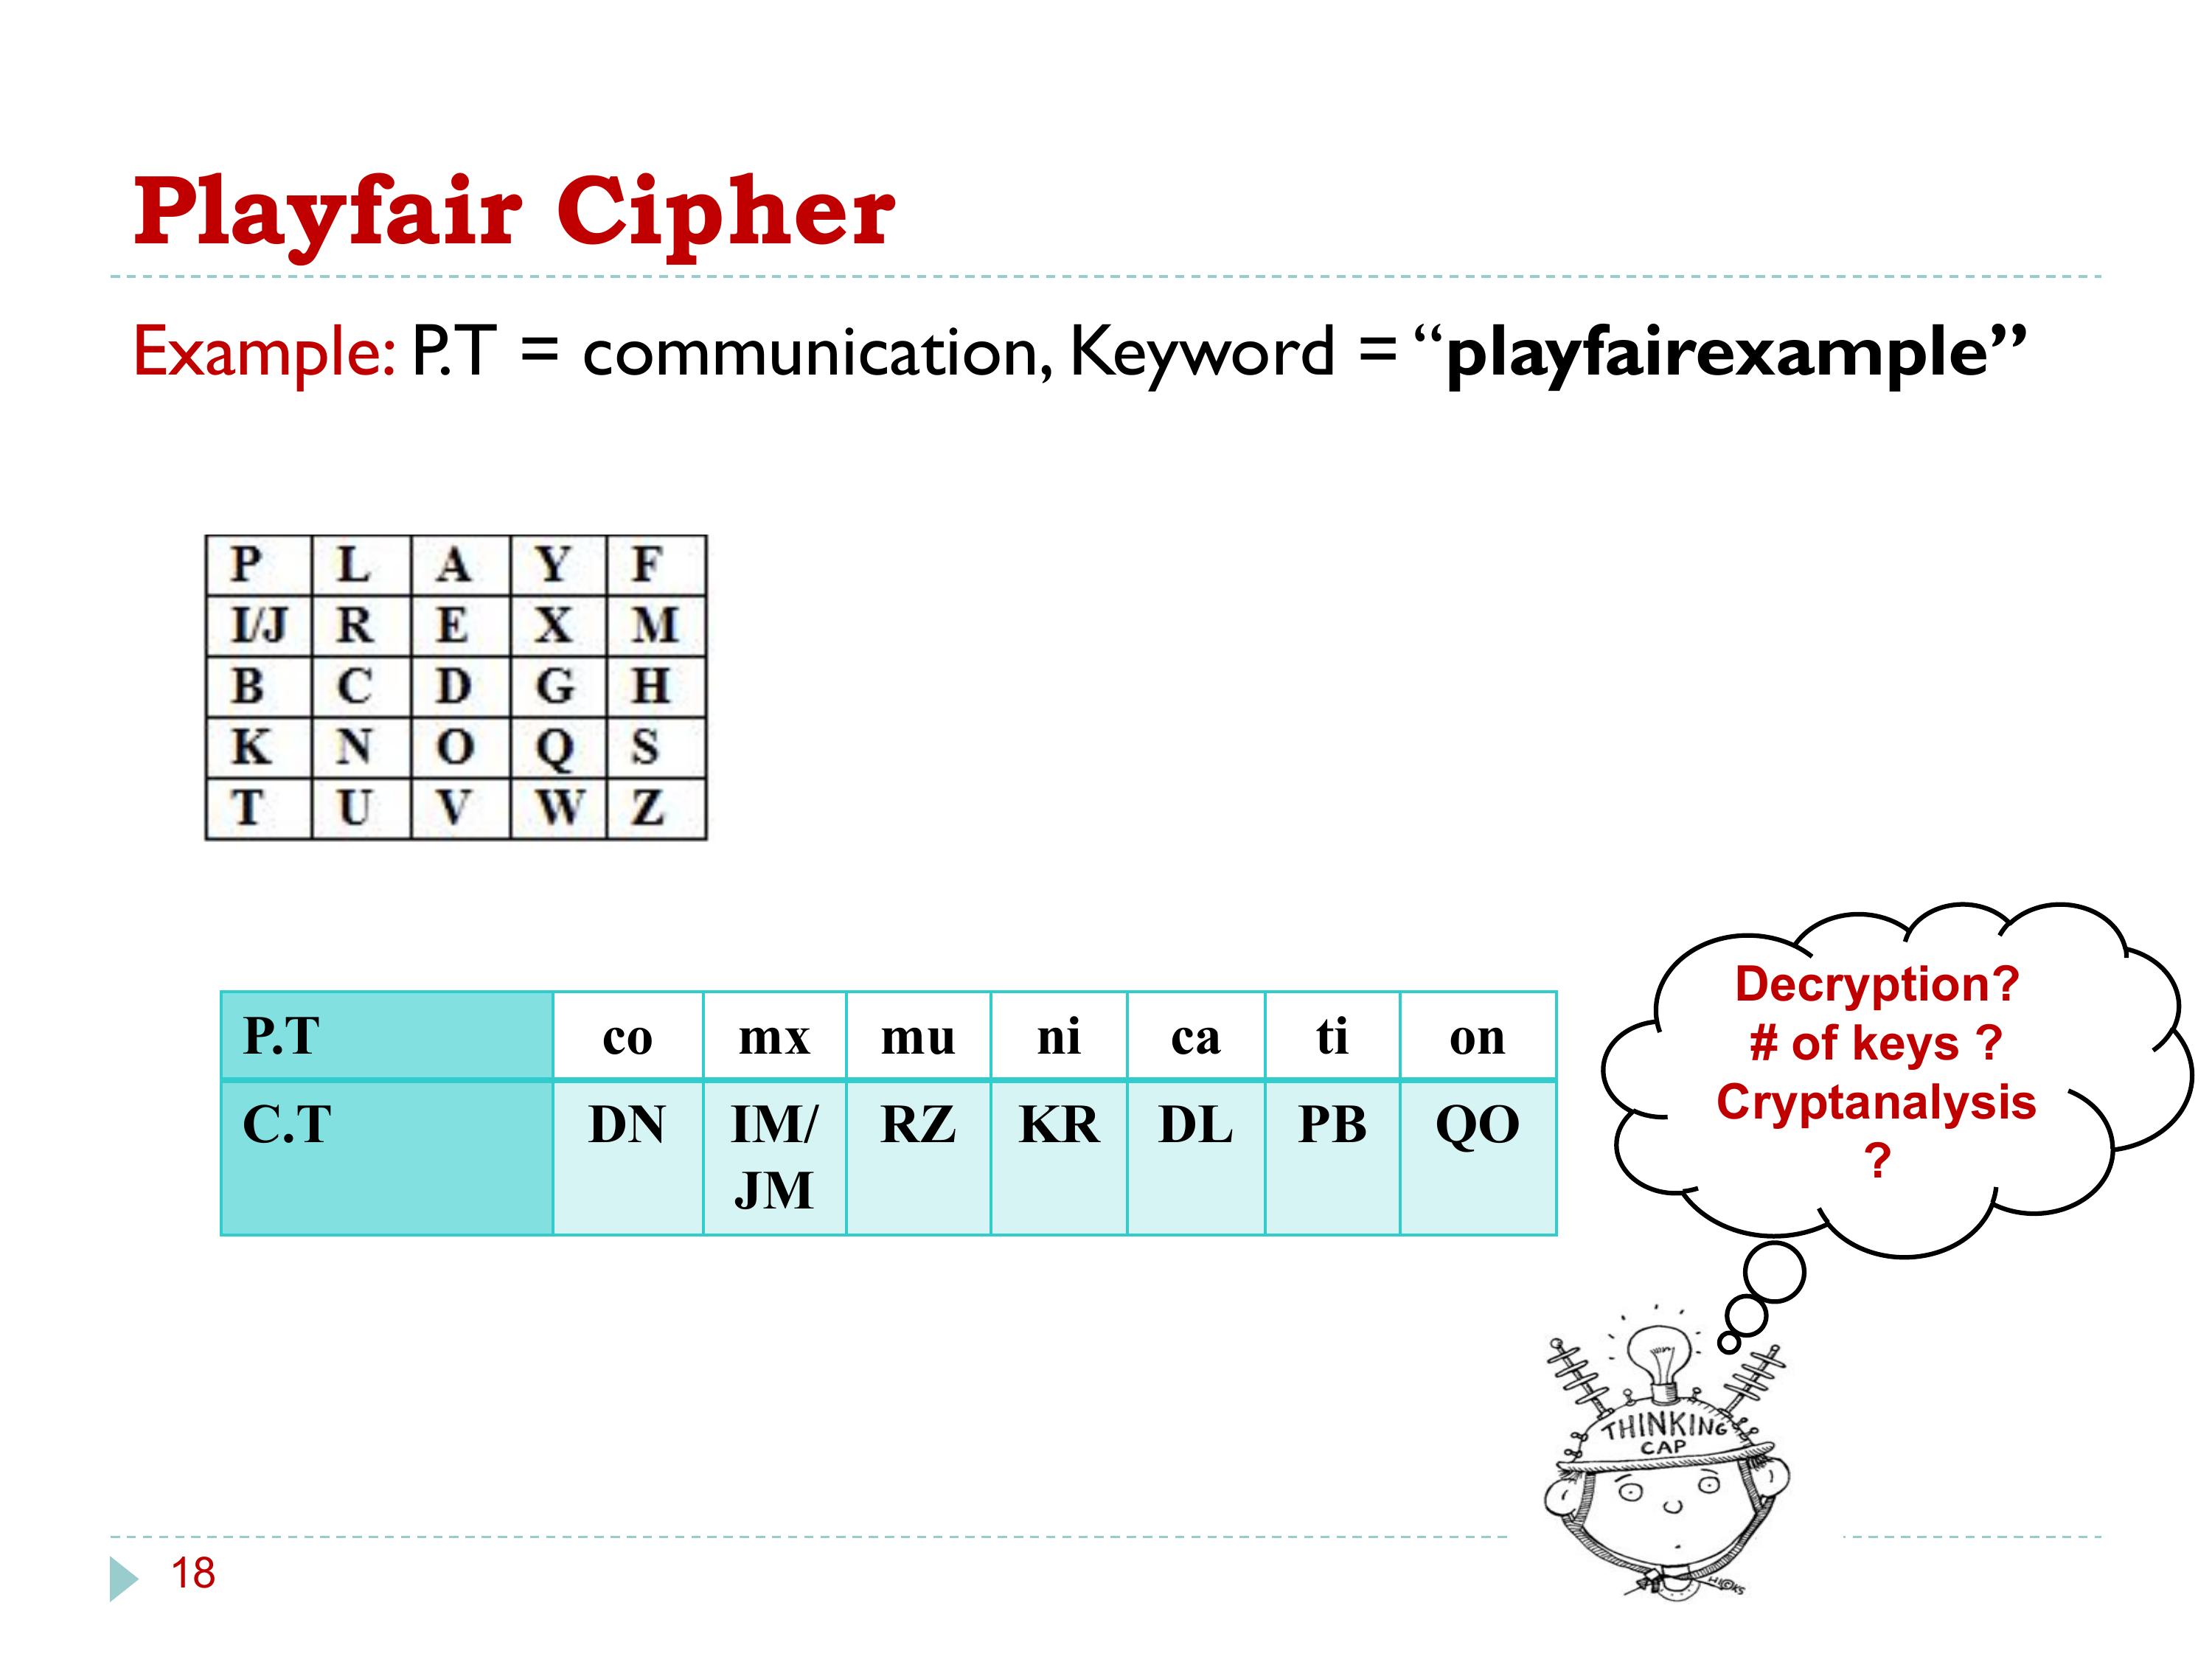 Playfair Cipher
Example: P.T = communication, Keyword = “playfairexample”
P L A Y F
I/J R E X M
B C D G H
K N O Q S
T U V W Z
P.T co mx mu ni ca ti on
C.T DN IM/ RZ KR DL PB QO
JM
Decryption?
# of keys ?
Cryptanalysis
?
THINKING
CAP
HICKS
18